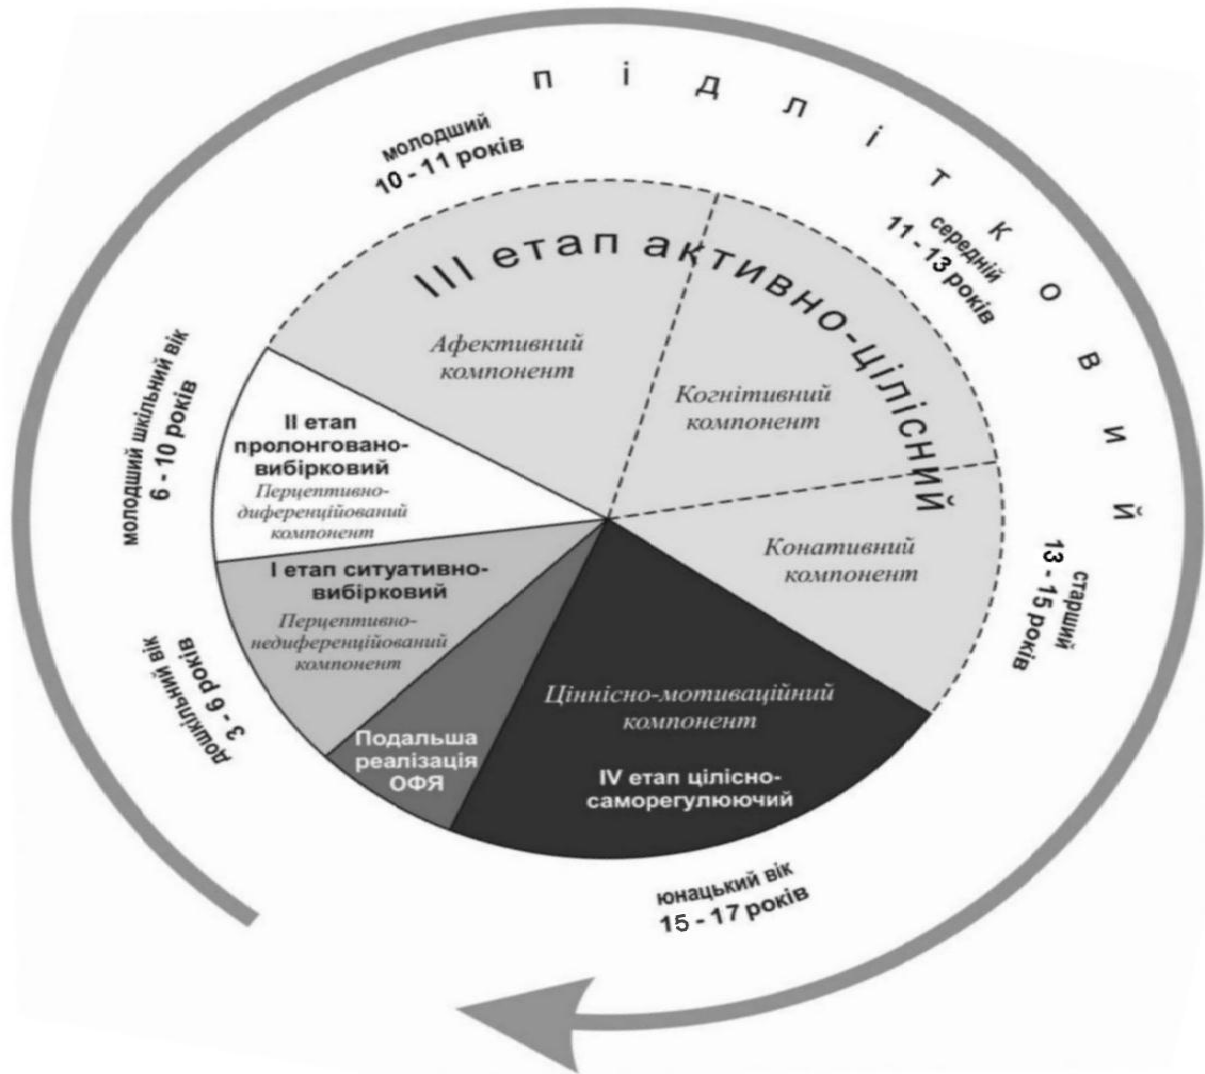 підлітковий
молодший
10 - 11 років
середній
11 - 13 років
старший
13 - 15 років
юнацький вік
15 - 17 років
дошкільний вік
3 - 6 років
молодший шкільний вік
6 - 10 років
III етап активно-цілісний
Афективний
компонент
Когнітивний
компонент
Конативний
компонент
II етап
пролонговано-
вибірковий
Перцептивно-
диференційований
компонент
I етап ситуативно-
вибірковий
Перцептивно-
недиференційований
компонент
Подальша
реалізація
ОФЯ
Ціннісно-мотиваційний
компонент
IV етап цілісно-
саморегулюючий